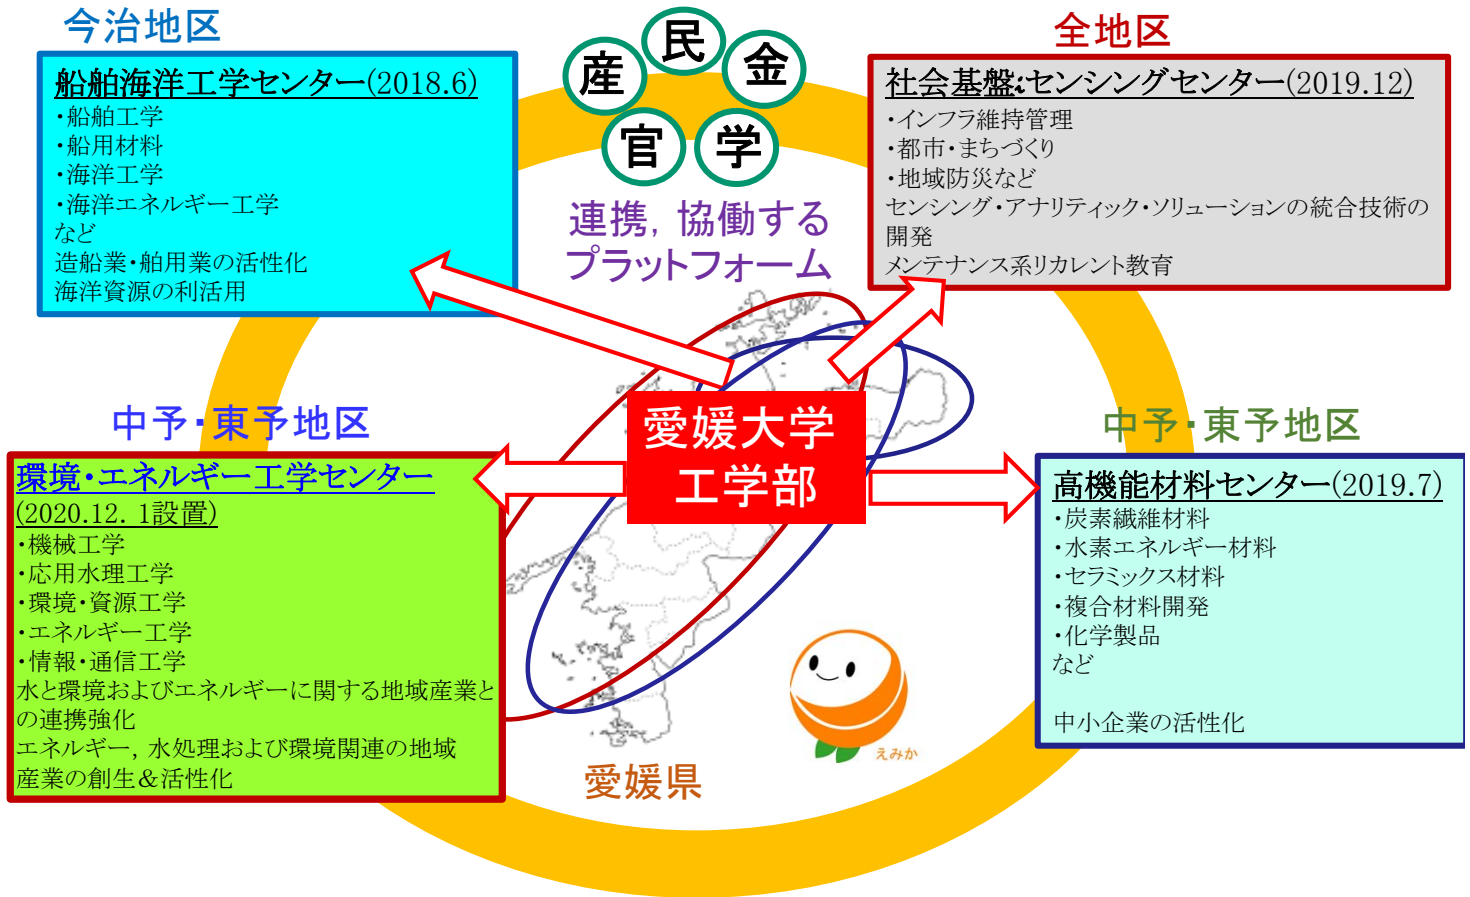 今治地区
船舶海洋工学センター(2018.6)
・船舶工学
・船用材料
・海洋工学
・海洋エネルギー工学
など
造船業・舶用業の活性化
海洋資源の利活用
産
民
金
官
学
連携, 協働する
プラットフォーム
全地区
社会基盤iセンシングセンター(2019.12)
・インフラ維持管理
・都市・まちづくり
・地域防災など
センシング・アナリティック・ソリューションの統合技術の
開発
メンテナンス系リカレント教育
愛媛大学
工学部
中予・東予地区
環境・エネルギー工学センター
(2020.12. 1設置)
・機械工学
・応用水理工学
・環境・資源工学
・エネルギー工学
・情報・通信工学
水と環境およびエネルギーに関する地域産業と
の連携強化
エネルギー, 水処理および環境関連の地域
産業の創生&活性化
中予・東予地区
高機能材料センター(2019.7)
・炭素繊維材料
・水素エネルギー材料
・セラミックス材料
・複合材料開発
・化学製品
など
中小企業の活性化
えみか
愛媛県